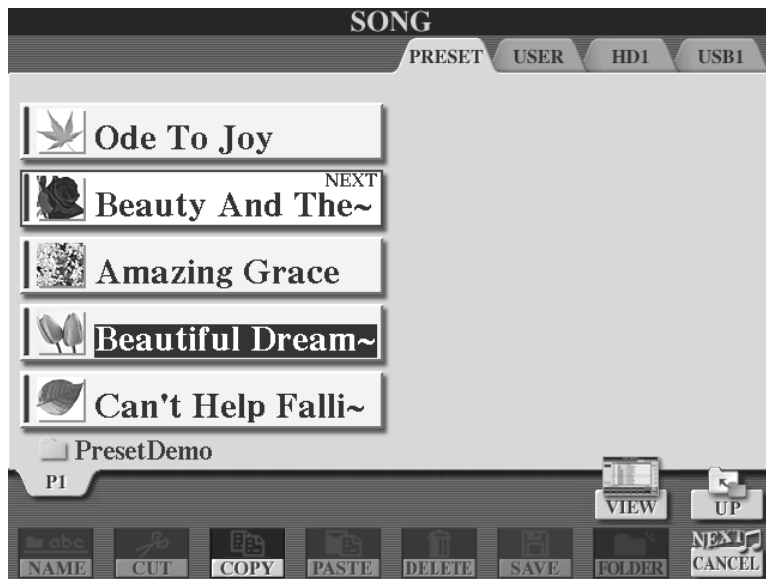 SONG
PRESET USER HD1 USB1
Ode To Joy
NEXT
Beauty And The~
Amazing Grace
Beautiful Dream~
Can't Help Falli~
PresetDemo
P1
VIEW UP
abc
NEXT
NAME CUT COPY PASTE DELETE SAVE FOLDER CANCEL